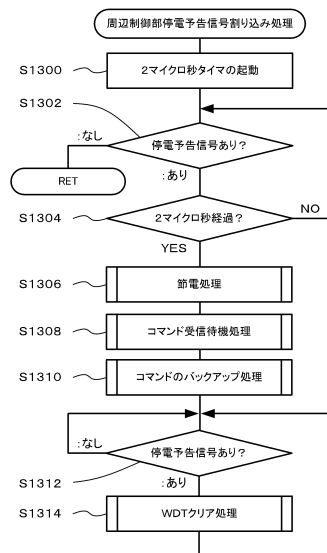 周辺制御部停電予告信号割り込み処理
S1300
2マイクロ秒タイマの起動
S1302
停電予告信号あり?
:なし
RET
:あり
S1304
2マイクロ秒経過?
NO
YES
S1306
節電処理
S1308
コマンド受信待機処理
S1310
コマンドのバックアップ処理
:なし
停電予告信号あり?
S1312
:あり
S1314
WDTクリア処理